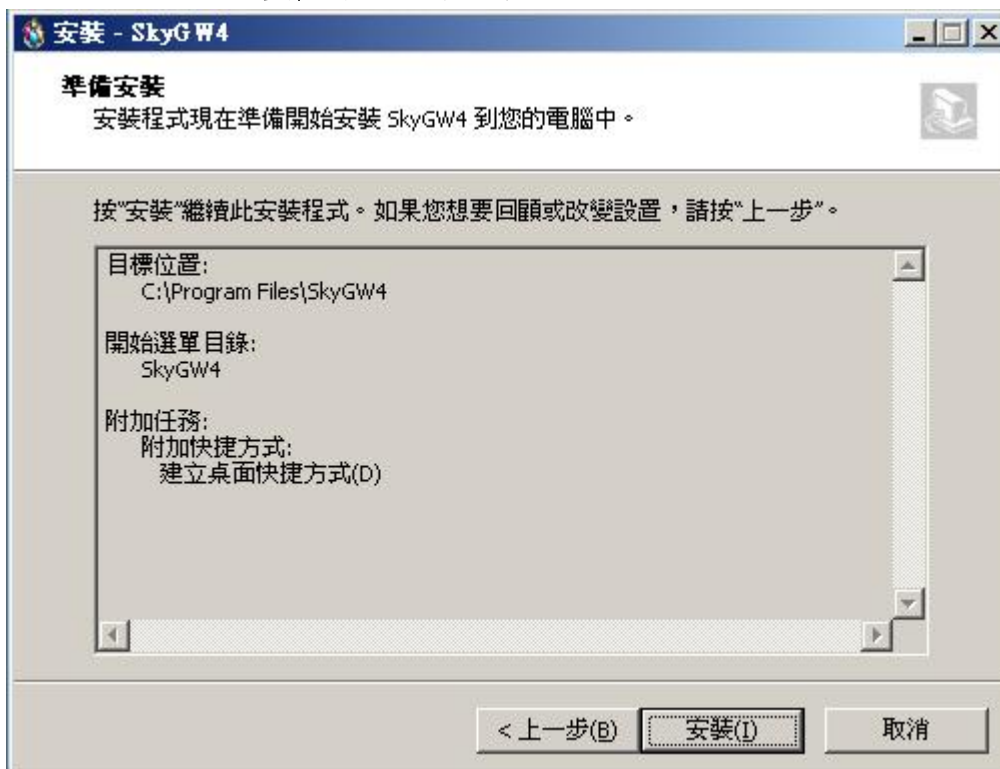 安裝 - SkyGW4
準備安裝
安裝程式現在準備開始安裝 SkyGW4 到您的電腦中。
按"安裝"繼續此安裝程式。如果您想要回顧或改變設置，請按"上一步"。
目標位置:
C:\Program Files\SkyGW4
開始選單目錄:
SkyGW4
附加任務:
附加快捷方式:
建立桌面快捷方式(D)
< 上一步(B) 安裝(I) 取消